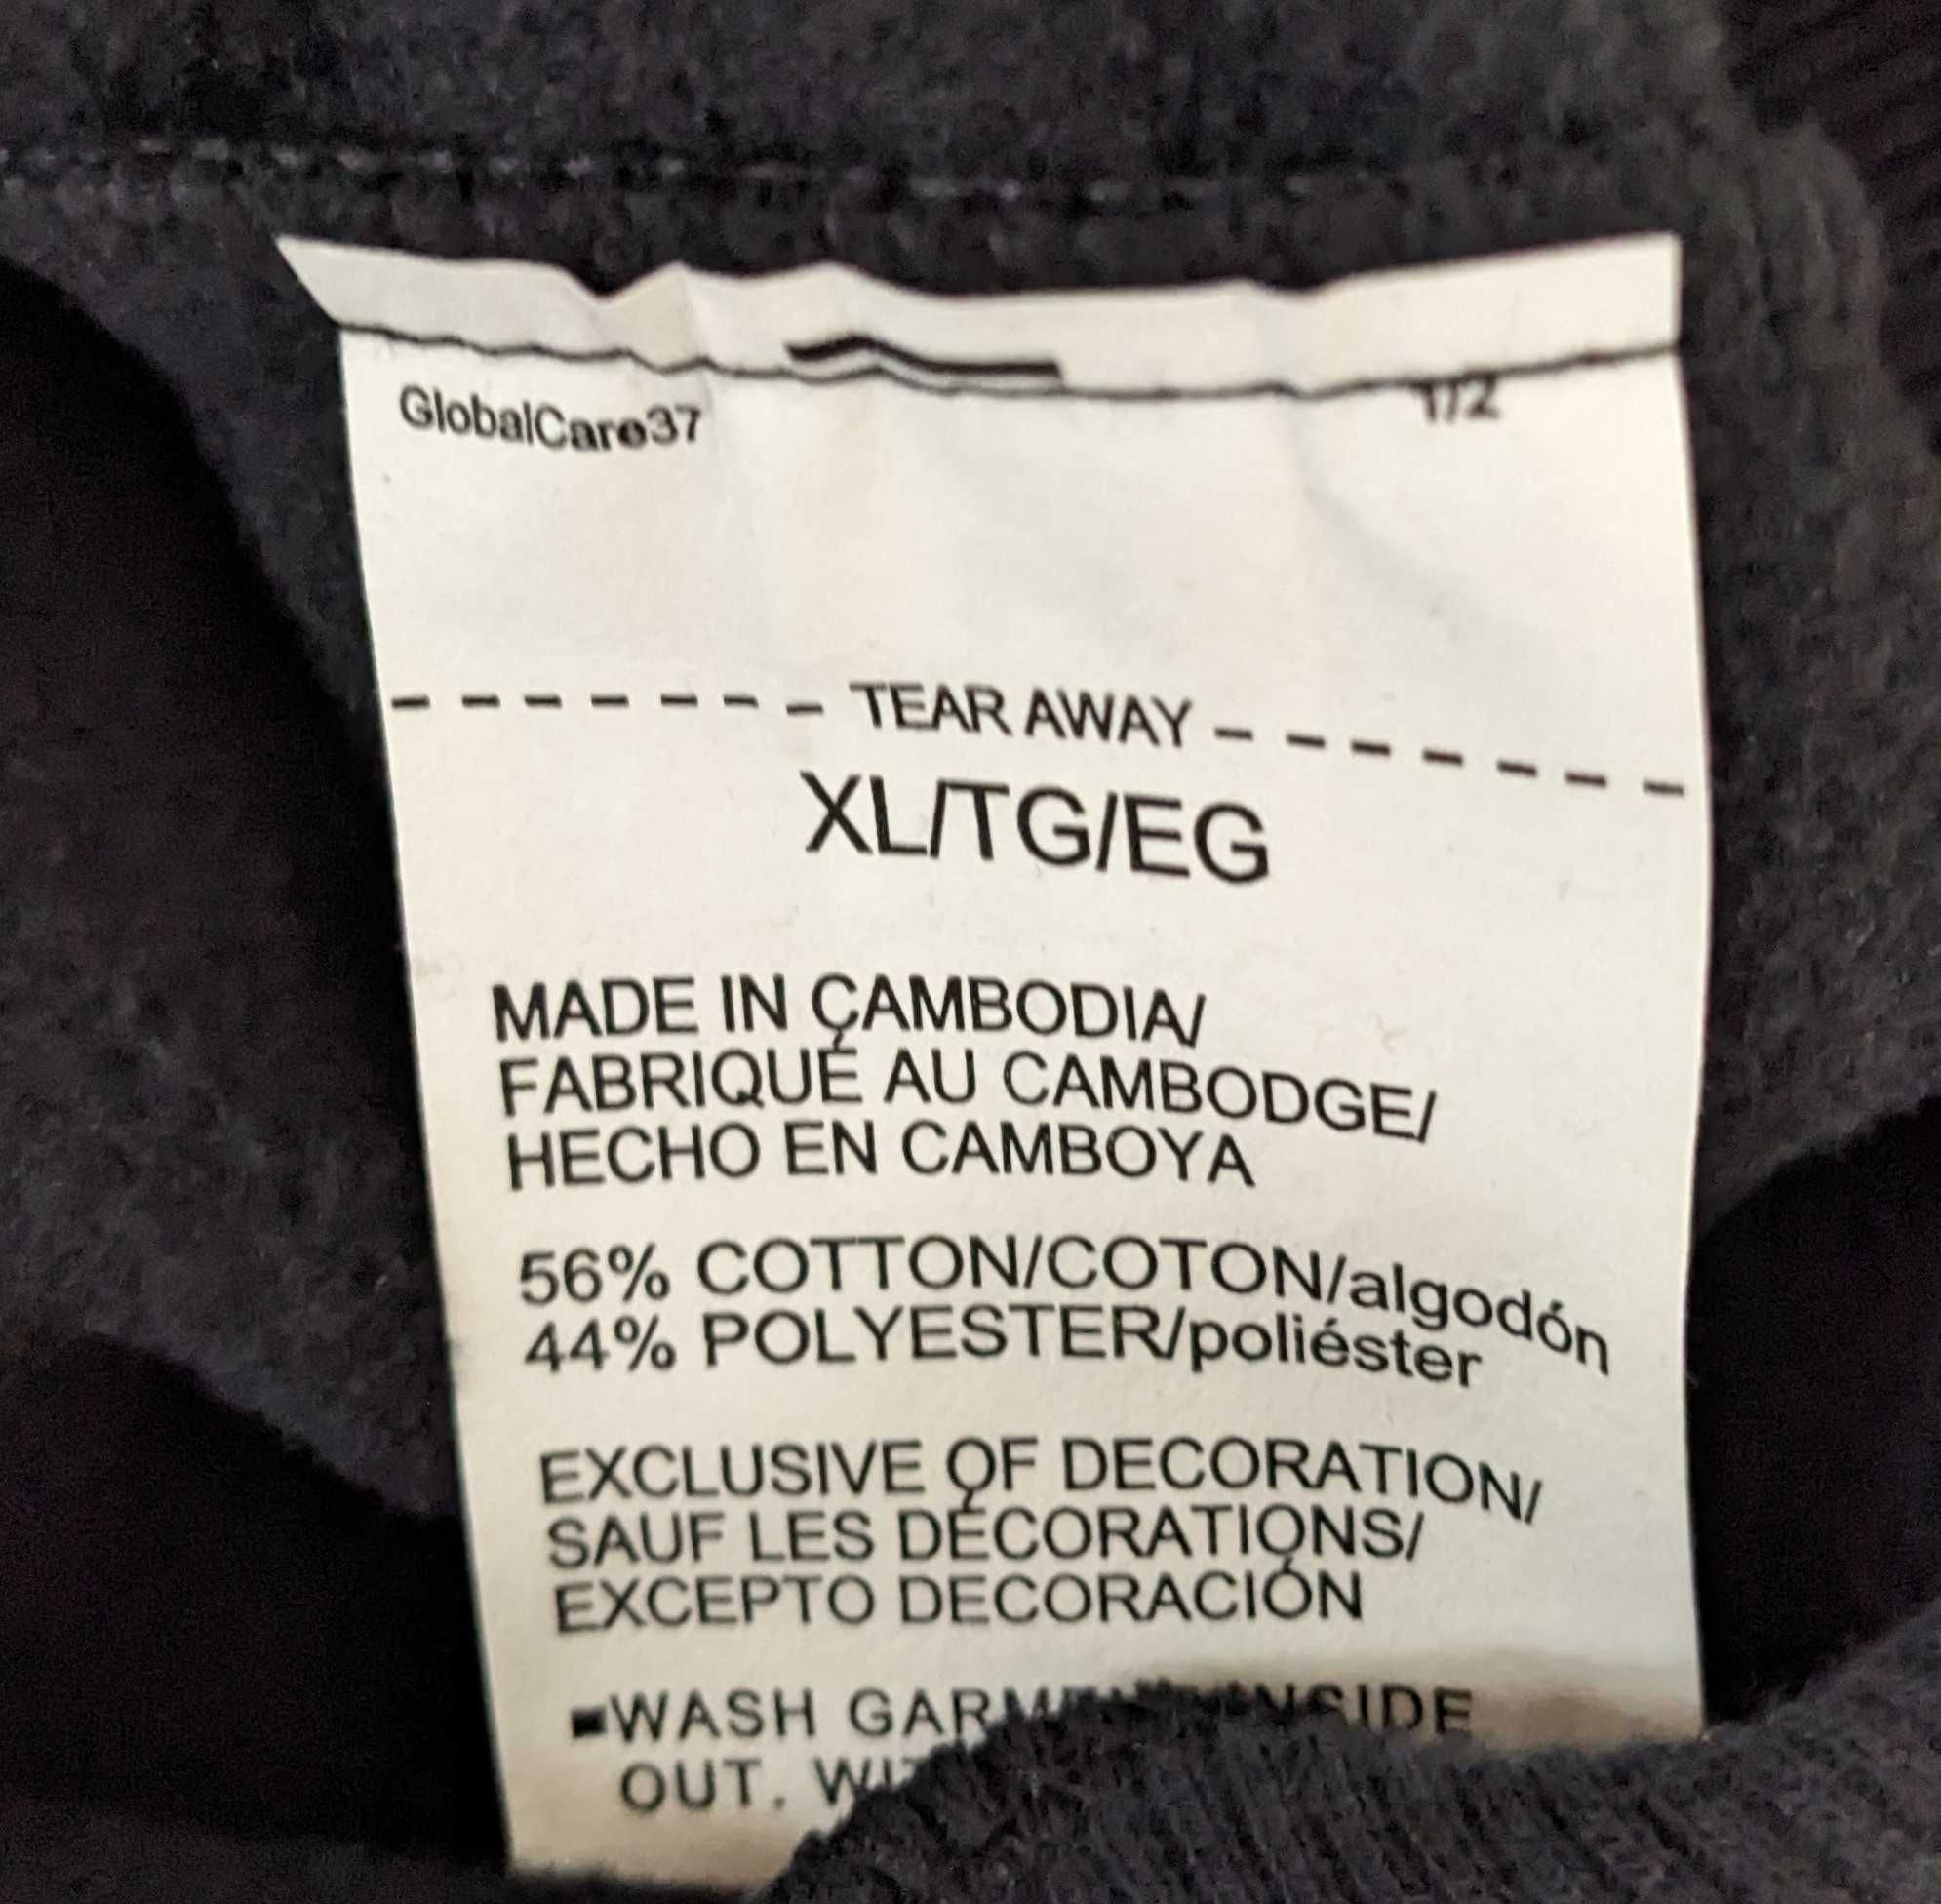 GlobalCare37
1/2
- - - - - - - TEAR AWAY - - - - - - -
XL/TG/EG
MADE IN CAMBODIA/
FABRIQUÉ AU CAMBODGE/
HECHO EN CAMBOYA
56% COTTON/COTON/algodón
44% POLYESTER/poliéster
EXCLUSIVE OF DECORATION/
SAUF LES DÉCORATIONS/
EXCEPTO DECORACIÓN
▪WASH INSIDE
OUT.